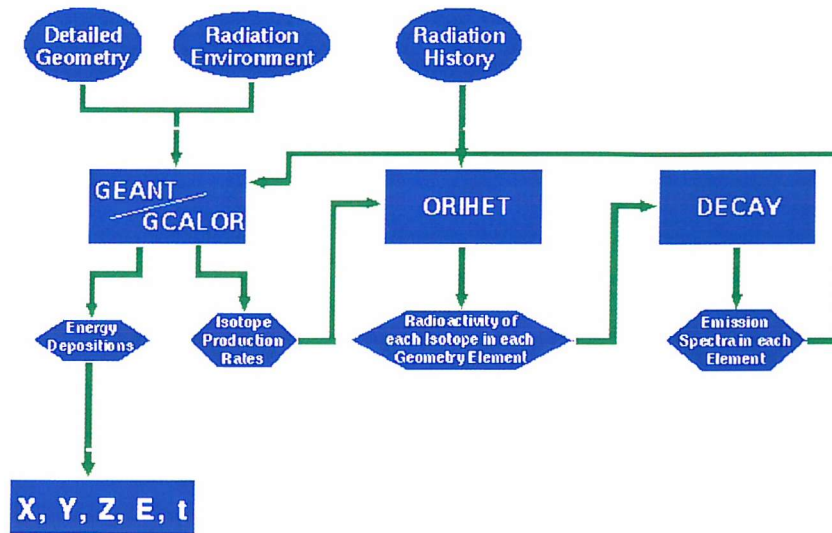 Detailed
Geometry
Radiation
Environment
Radiation
History
GEANT
GCALOR
ORIHET
DECAY
Energy
Depositions
Isotope
Production
Rates
Radioactivity of
each Isotope in each
Geometry Element
Emission
Spectra in each
Element
X, Y, Z, E, t